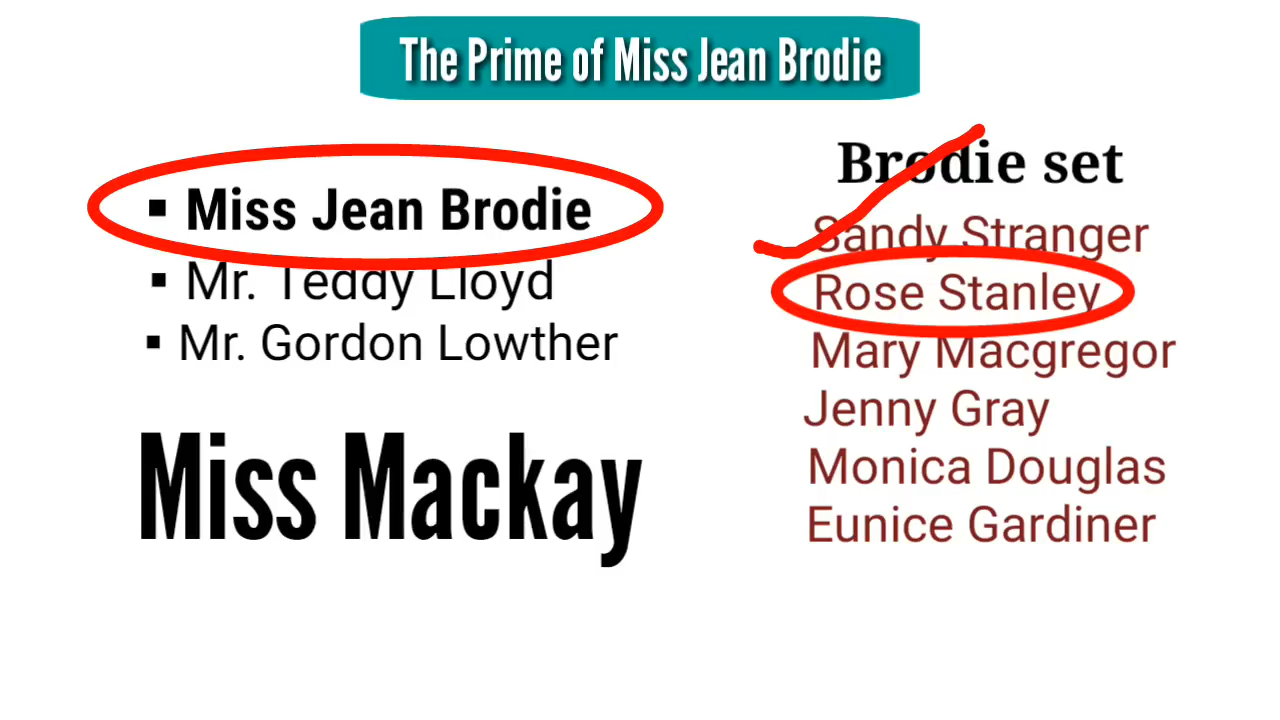 The Prime of Miss Jean Brodie
▪ Miss Jean Brodie
▪ Mr. Teddy Lloyd
▪ Mr. Gordon Lowther
Miss Mackay
Brodie set
Sandy Stranger
Rose Stanley
Mary Macgregor
Jenny Gray
Monica Douglas
Eunice Gardiner